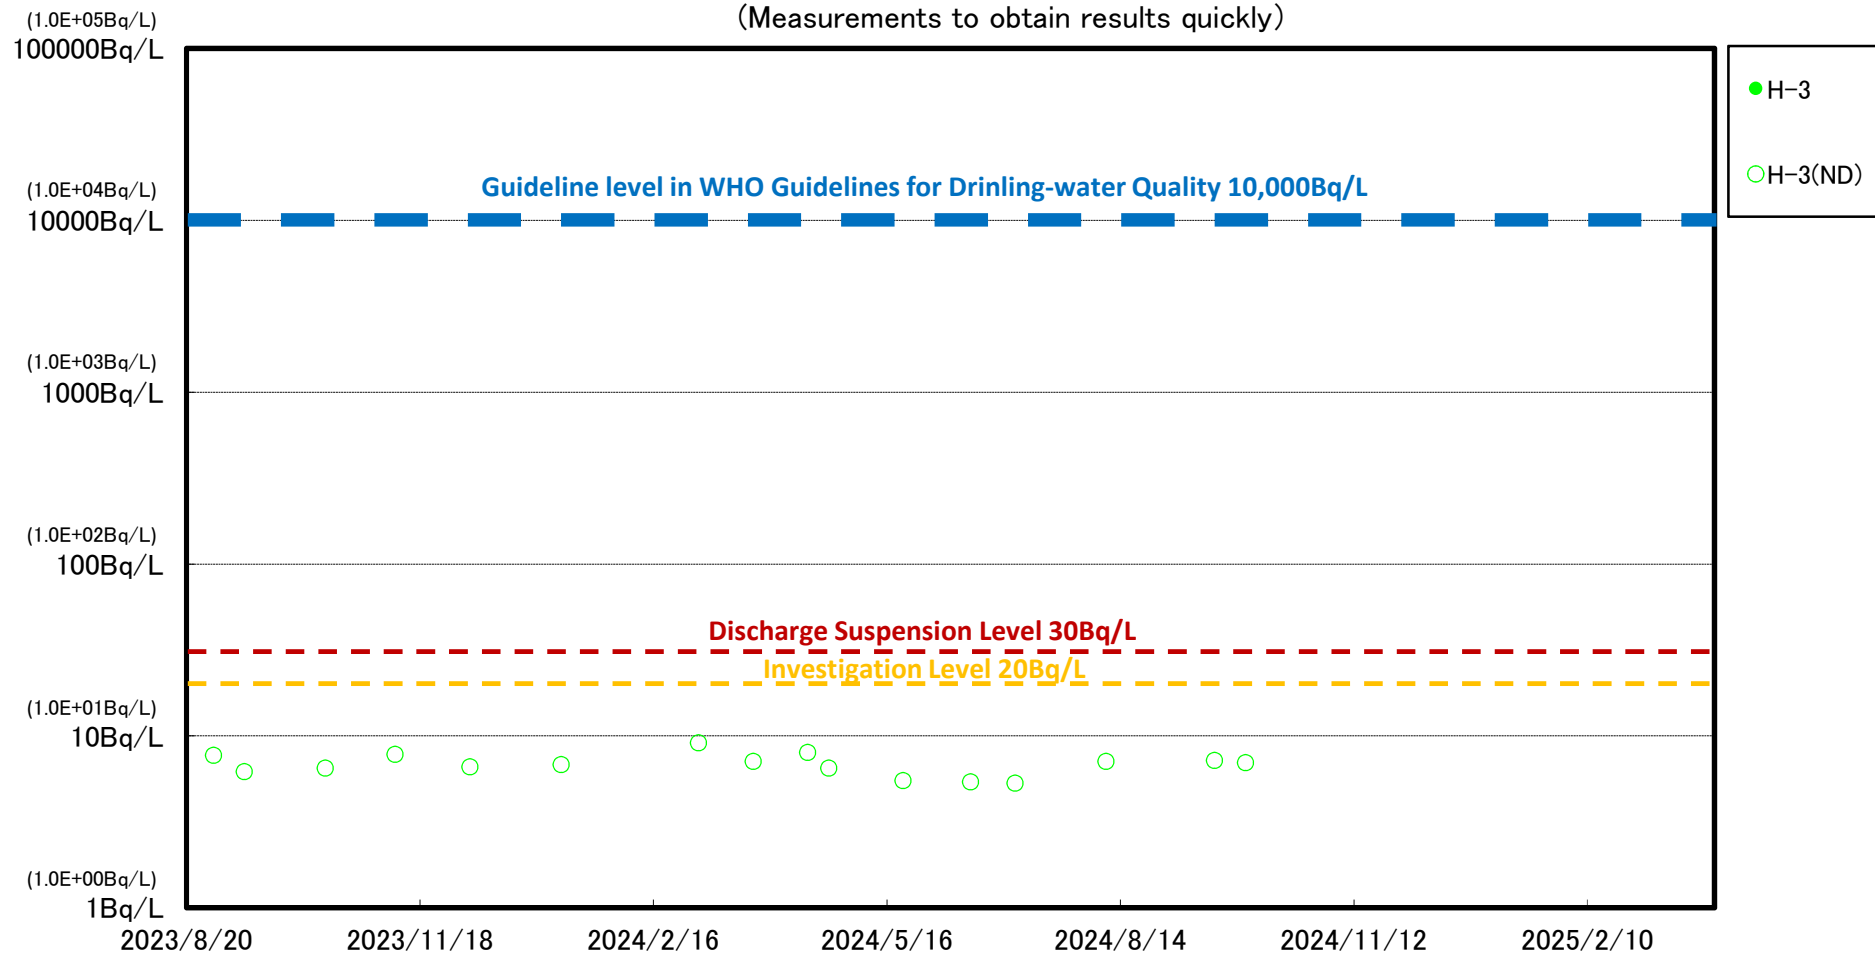 (Measurements to obtain results quickly)
(1.0E+05Bq/L)
100000Bq/L
H-3
H-3(ND)
(1.0E+04Bq/L)
10000Bq/L
Guideline level in WHO Guidelines for Drinling-water Quality 10,000Bq/L
(1.0E+03Bq/L)
1000Bq/L
(1.0E+02Bq/L)
100Bq/L
Discharge Suspension Level 30Bq/L
Investigation Level 20Bq/L
(1.0E+01Bq/L)
10Bq/L
(1.0E+00Bq/L)
1Bq/L
2023/8/20 2023/11/18 2024/2/16 2024/5/16 2024/8/14 2024/11/12 2025/2/10